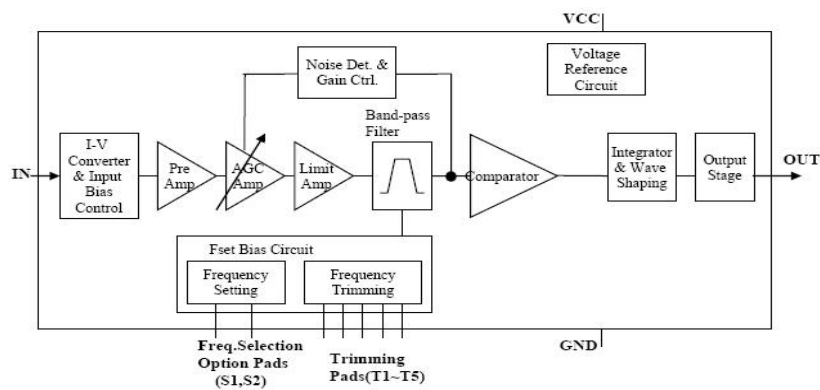 VCC
Noise Det. &
Gain Ctrl.
Voltage
Reference
Circuit
Band-pass
Filter
IN
I-V
Converter
& Input
Bias
Control
Pre
Amp
AGC
Amp
Limit
Amp
Comparator
Integrator
& Wave
Shaping
Output
Stage
OUT
Fset Bias Circuit
Frequency
Setting
Frequency
Trimming
Freq.Selection
Option Pads
(S1,S2)
Trimming
Pads(T1~T5)
GND